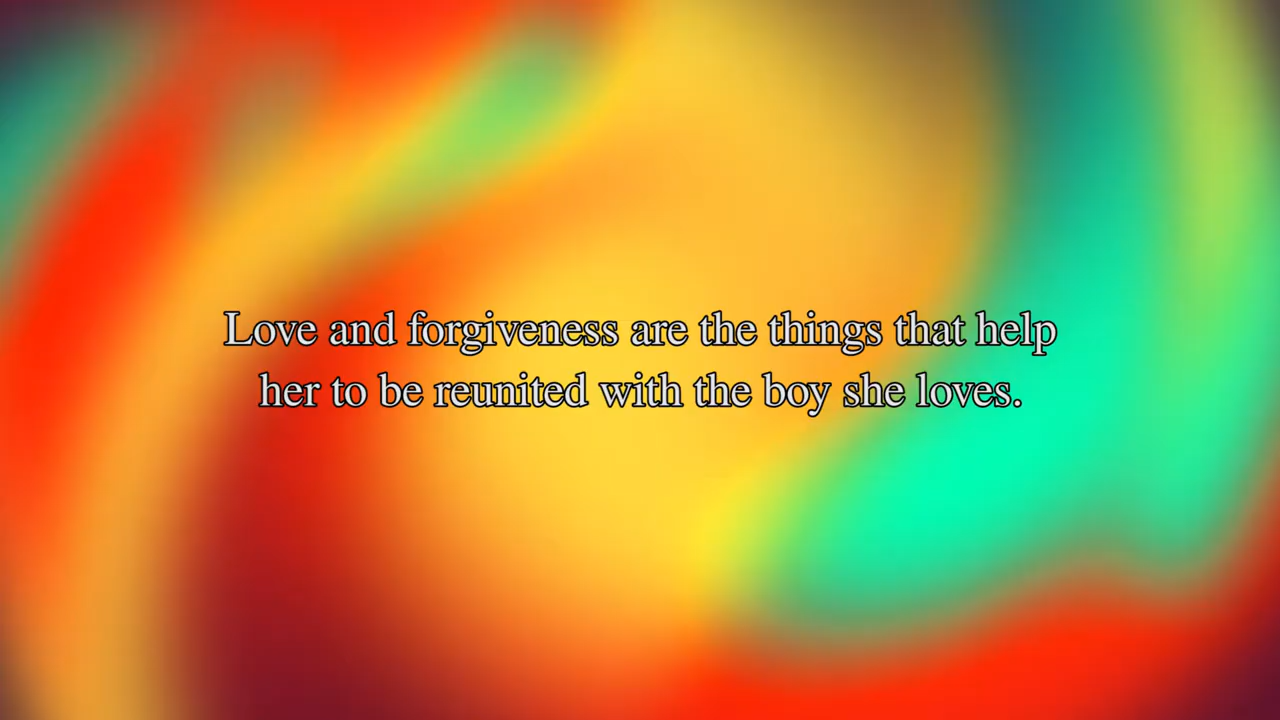 Love and forgiveness are the things that help
her to be reunited with the boy she loves.